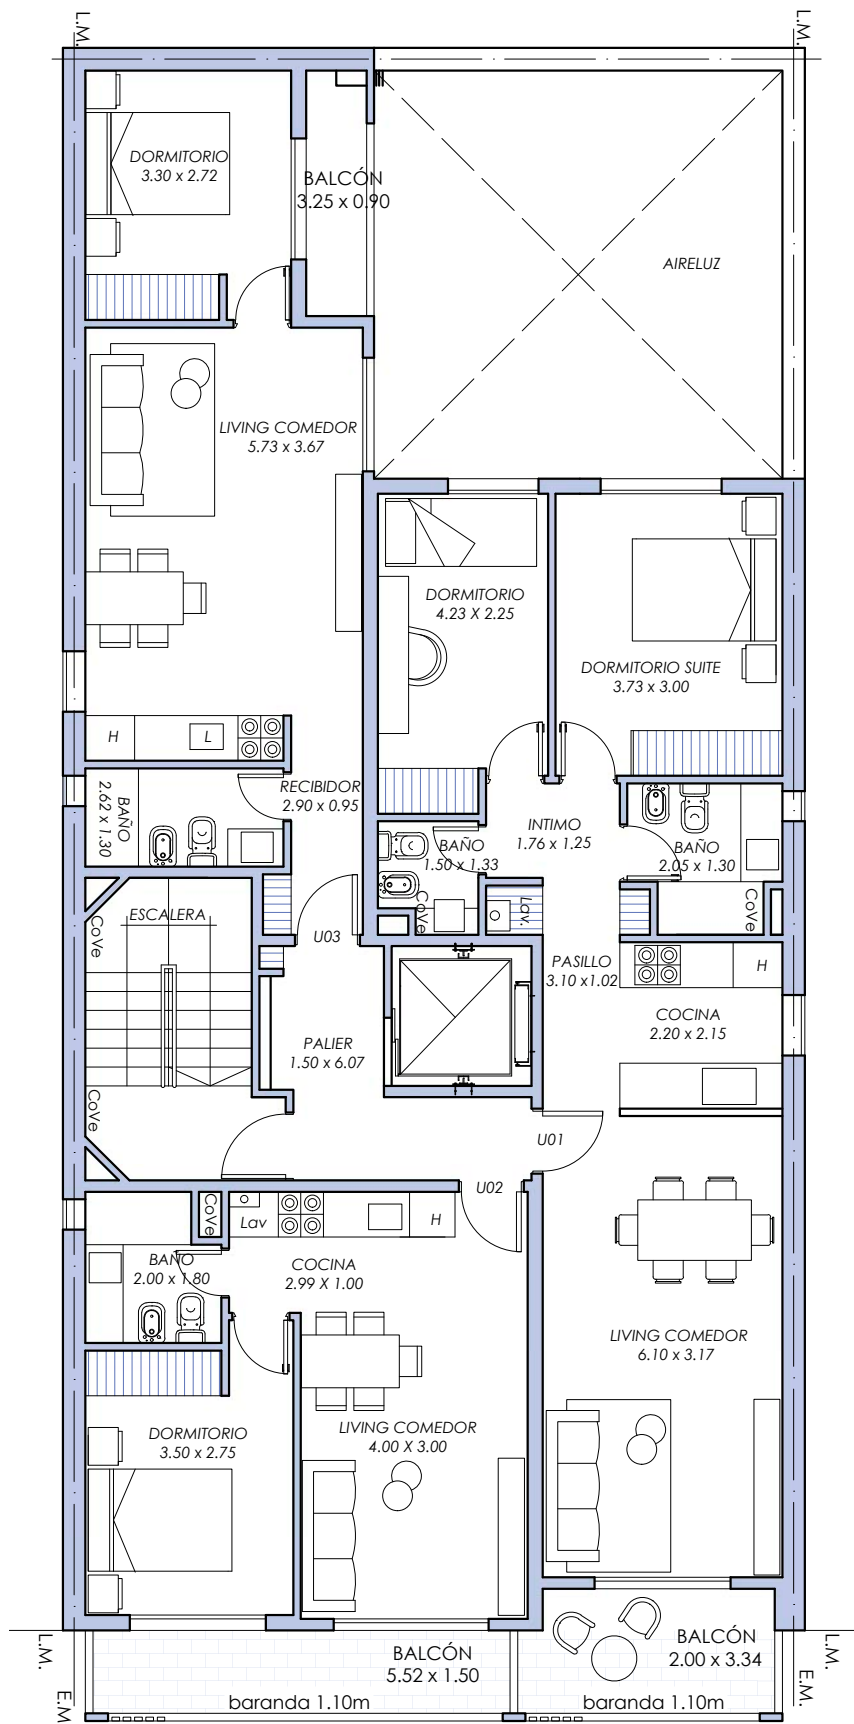 L.M.
L.M.
DORMITORIO
3.30 x 2.72
BALCÓN
3.25 x 0.90
AIRELUZ
LIVING COMEDOR
5.73 x 3.67
DORMITORIO
4.23 X 2.25
DORMITORIO SUITE
3.73 x 3.00
H
L
RECIBIDOR
2.90 x 0.95
BAÑO
2.62 x 1.30
INTIMO
1.76 x 1.25
BAÑO
1.50 x 1.33
BAÑO
2.05 x 1.30
CoVe
Lav.
CoVe
ESCALERA
CoVe
U03
PASILLO
3.10 x1.02
H
COCINA
2.20 x 2.15
PALIER
1.50 x 6.07
CoVe
U01
U02
CoVe
Lav
H
BAÑO
2.00 x 1.80
COCINA
2.99 X 1.00
LIVING COMEDOR
6.10 x 3.17
DORMITORIO
3.50 x 2.75
LIVING COMEDOR
4.00 X 3.00
BALCÓN
5.52 x 1.50
BALCÓN
2.00 x 3.34
L.M.
L.M.
E.M.
E.M
baranda 1.10m
baranda 1.10m